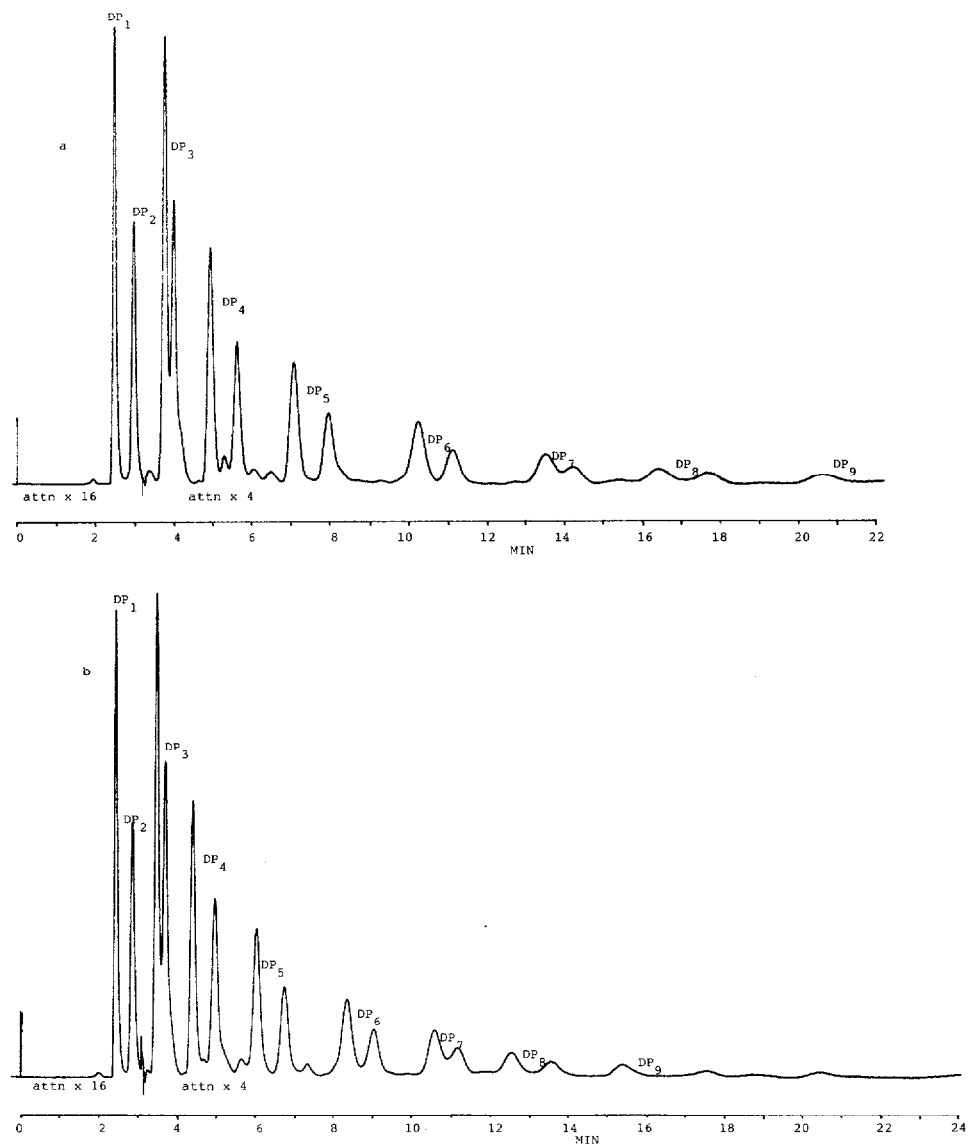 DP1
a
DP3
DP2
DP4
DP5
DP6
DP7
DP8
DP9
attn x 16
attn x 4
0 2 4 6 8 10 12 14 16 18 20 22
MIN
DP1
b
DP3
DP2
DP4
DP5
DP6
DP7
DP8
DP9
attn x 16
attn x 4
0 2 4 6 8 10 12 14 16 18 20 22 24
MIN